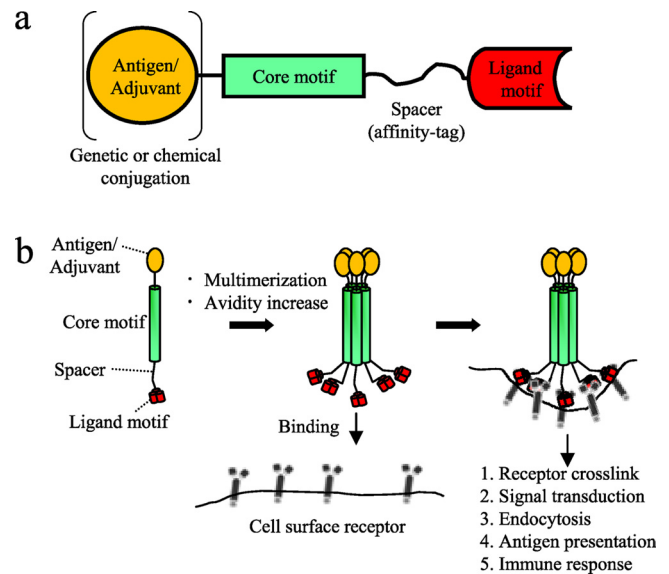 a
Antigen/
Adjuvant
Core motif
Ligand
motif
Spacer
(affinity-tag)
Genetic or chemical
conjugation
b
Antigen/
Adjuvant
Core motif
Spacer
Ligand motif
· Multimerization
· Avidity increase
Binding
Cell surface receptor
1. Receptor crosslink
2. Signal transduction
3. Endocytosis
4. Antigen presentation
5. Immune response